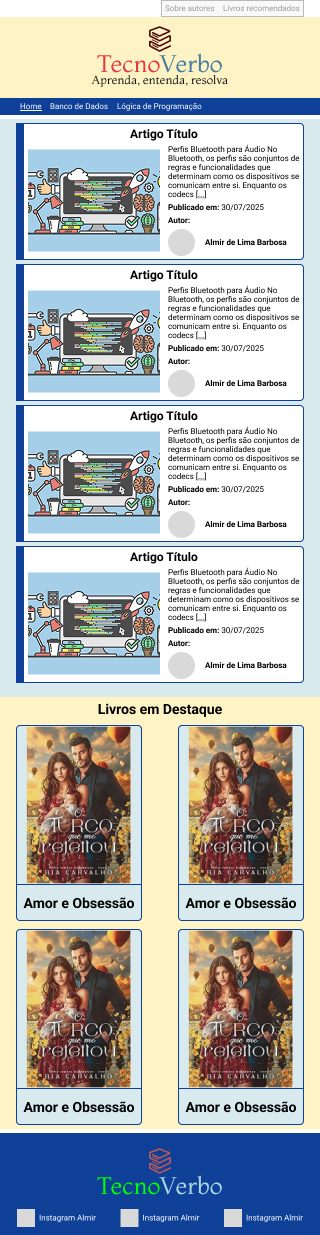 Sobre autores Livros recomendados
TecnoVerbo
Aprenda, entenda, resolva
Home Banco de Dados Lógica de Programação
Artigo Título
Perfis Bluetooth para Áudio No
Bluetooth, os perfis são conjuntos de
regras e funcionalidades que
determinam como os dispositivos se
comunicam entre si. Enquanto os
codecs [...]
Publicado em: 30/07/2025
Autor:
Almir de Lima Barbosa
Artigo Título
Perfis Bluetooth para Áudio No
Bluetooth, os perfis são conjuntos de
regras e funcionalidades que
determinam como os dispositivos se
comunicam entre si. Enquanto os
codecs [...]
Publicado em: 30/07/2025
Autor:
Almir de Lima Barbosa
Artigo Título
Perfis Bluetooth para Áudio No
Bluetooth, os perfis são conjuntos de
regras e funcionalidades que
determinam como os dispositivos se
comunicam entre si. Enquanto os
codecs [...]
Publicado em: 30/07/2025
Autor:
Almir de Lima Barbosa
Artigo Título
Perfis Bluetooth para Áudio No
Bluetooth, os perfis são conjuntos de
regras e funcionalidades que
determinam como os dispositivos se
comunicam entre si. Enquanto os
codecs [...]
Publicado em: 30/07/2025
Autor:
Almir de Lima Barbosa
Livros em Destaque
O
TURCO
que me
rejeitou
BIA CARVALHO
Amor e Obsessão
O
TURCO
que me
rejeitou
BIA CARVALHO
Amor e Obsessão
O
TURCO
que me
rejeitou
BIA CARVALHO
Amor e Obsessão
O
TURCO
que me
rejeitou
BIA CARVALHO
Amor e Obsessão
TecnoVerbo
Instagram Almir Instagram Almir Instagram Almir